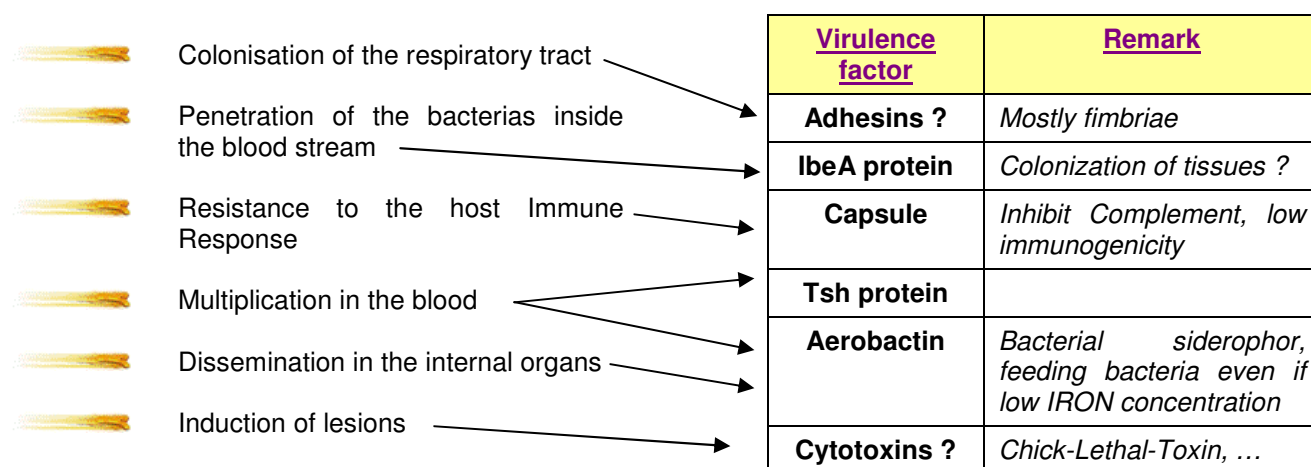 Colonisation of the respiratory tract
Penetration of the bacterias inside
the blood stream
Resistance to the host Immune
Response
Multiplication in the blood
Dissemination in the internal organs
Induction of lesions
Virulence
factor
Remark
Adhesins ?
Mostly fimbriae
IbeA protein
Colonization of tissues ?
Capsule
Inhibit Complement, low
immunogenicity
Tsh protein
Aerobactin
Bacterial siderophor,
feeding bacteria even if
low IRON concentration
Cytotoxins ?
Chick-Lethal-Toxin, …